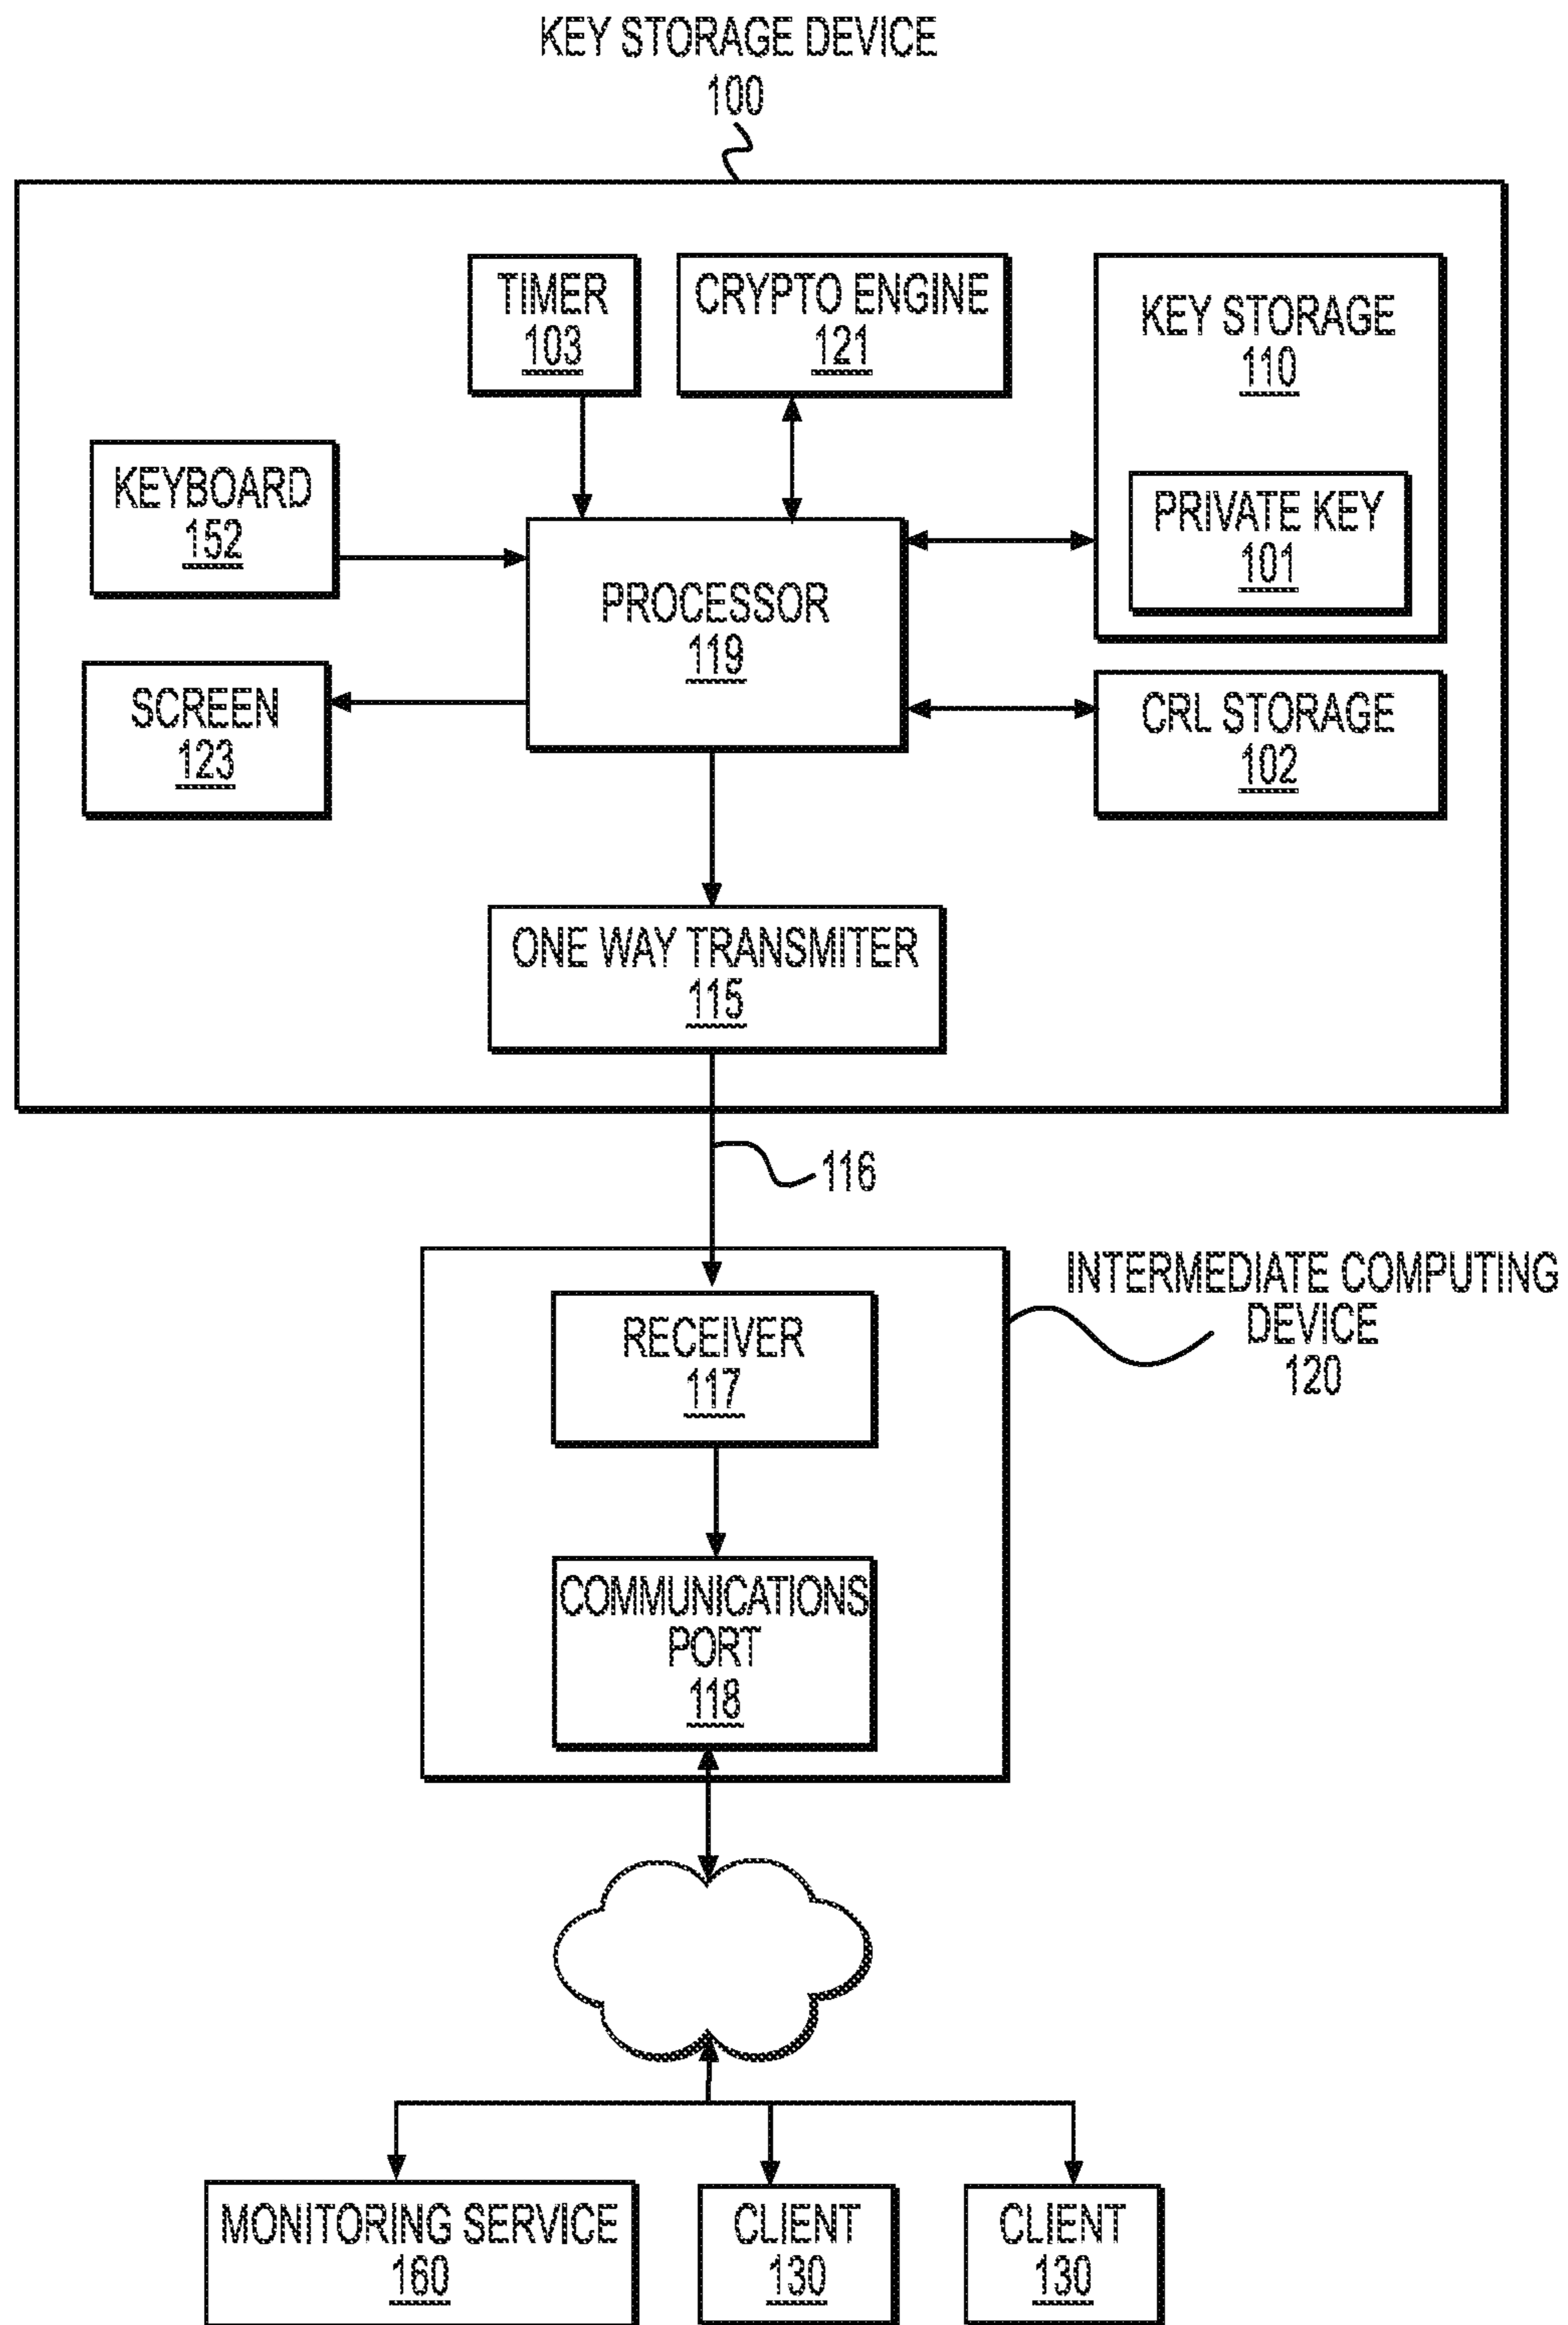 KEY STORAGE DEVICE
100
TIMER
103
CRYPTO ENGINE
121
KEY STORAGE
110
PRIVATE KEY
101
KEYBOARD
152
PROCESSOR
119
SCREEN
123
CRL STORAGE
102
ONE WAY TRANSMITER
115
116
INTERMEDIATE COMPUTING
DEVICE
120
RECEIVER
117
COMMUNICATIONS
PORT
118
MONITORING SERVICE
160
CLIENT
130
CLIENT
130